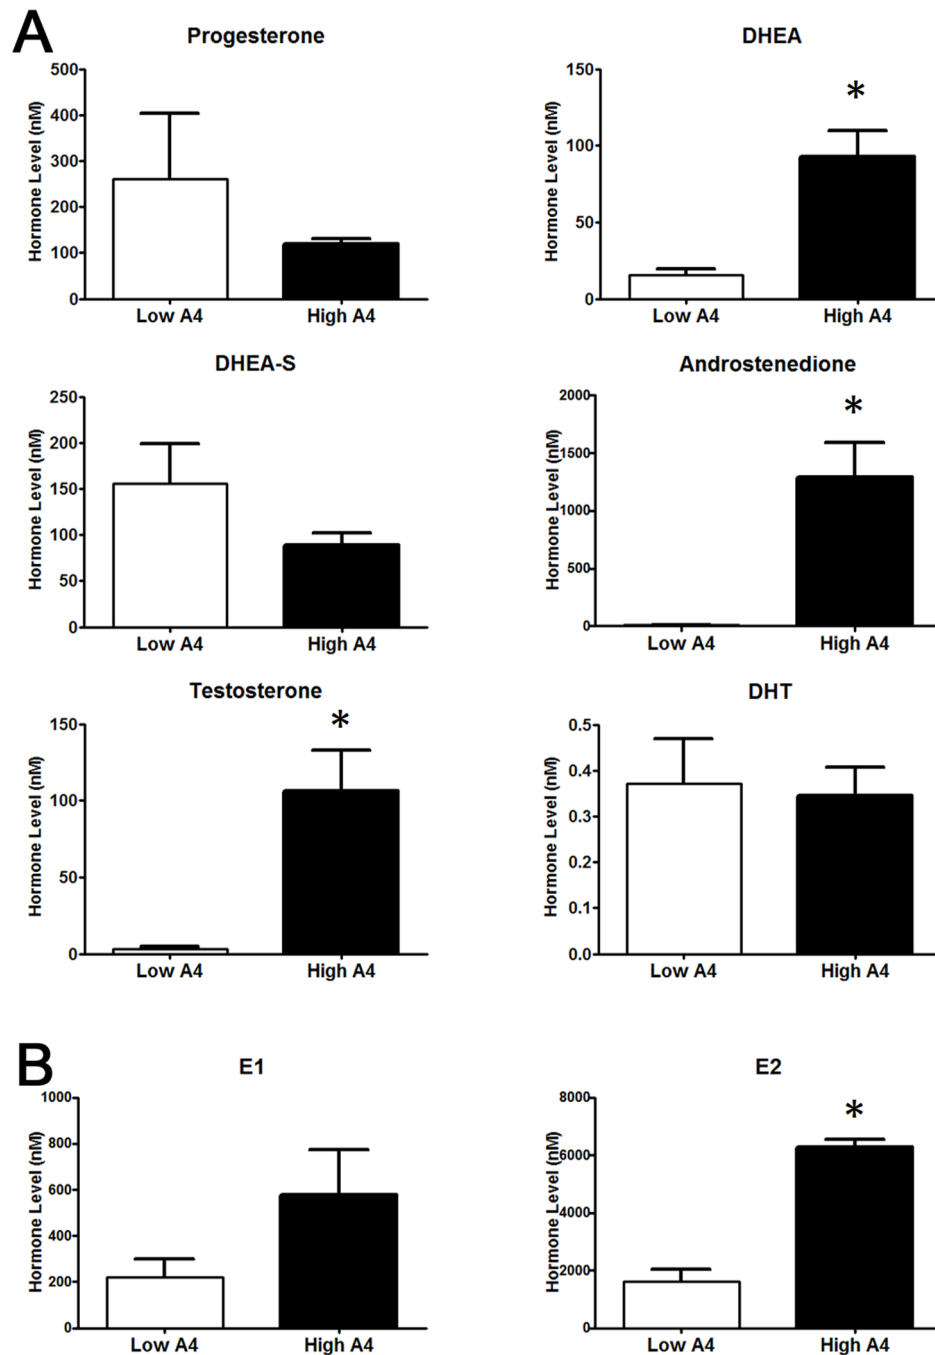 A
Progesterone
Hormone Level (nM)
500
400
300
200
100
0
Low A4 High A4
DHEA
Hormone Level (nM)
150
100
50
0
*
Low A4 High A4
DHEA-S
Hormone Level (nM)
250
200
150
100
50
0
Low A4 High A4
Androstenedione
Hormone Level (nM)
2000
1500
1000
500
0
*
Low A4 High A4
Testosterone
Hormone Level (nM)
150
100
50
0
*
Low A4 High A4
DHT
Hormone Level (nM)
0.5
0.4
0.3
0.2
0.1
0.0
Low A4 High A4
B
E1
Hormone Level (nM)
1000
800
600
400
200
0
Low A4 High A4
E2
Hormone Level (nM)
8000
6000
4000
2000
0
*
Low A4 High A4